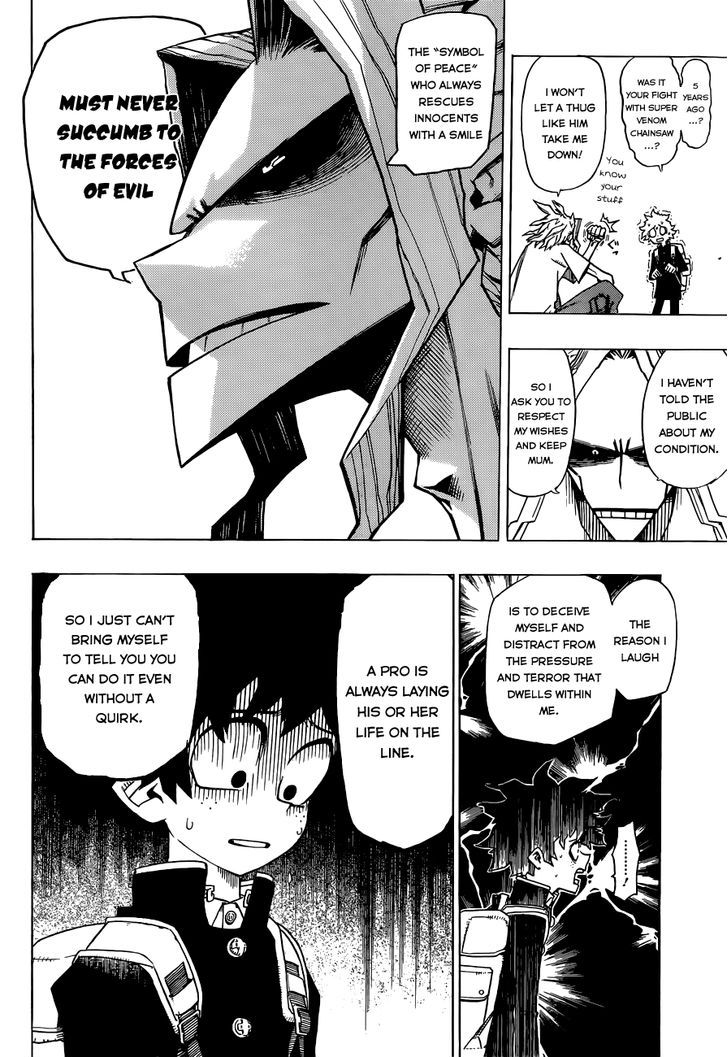 5
YEARS
AGO
...?
WAS IT
YOUR FIGHT
WITH SUPER
VENOM
CHAINSAW
...?
I WON'T
LET A THUG
LIKE HIM
TAKE ME
DOWN!
You
know
your
stuff
I HAVEN'T
TOLD THE
PUBLIC
ABOUT MY
CONDITION.
SO I
ASK YOU TO
RESPECT
MY WISHES
AND KEEP
MUM.
THE "SYMBOL
OF PEACE"
WHO ALWAYS
RESCUES
INNOCENTS
WITH A SMILE
MUST NEVER
SUCCUMB TO
THE FORCES
OF EVIL
THE
REASON I
LAUGH
IS TO DECEIVE
MYSELF AND
DISTRACT FROM
THE PRESSURE
AND TERROR THAT
DWELLS WITHIN
ME.
........
A PRO IS
ALWAYS LAYING
HIS OR HER
LIFE ON THE
LINE.
SO I JUST CAN'T
BRING MYSELF
TO TELL YOU YOU
CAN DO IT EVEN
WITHOUT A
QUIRK.